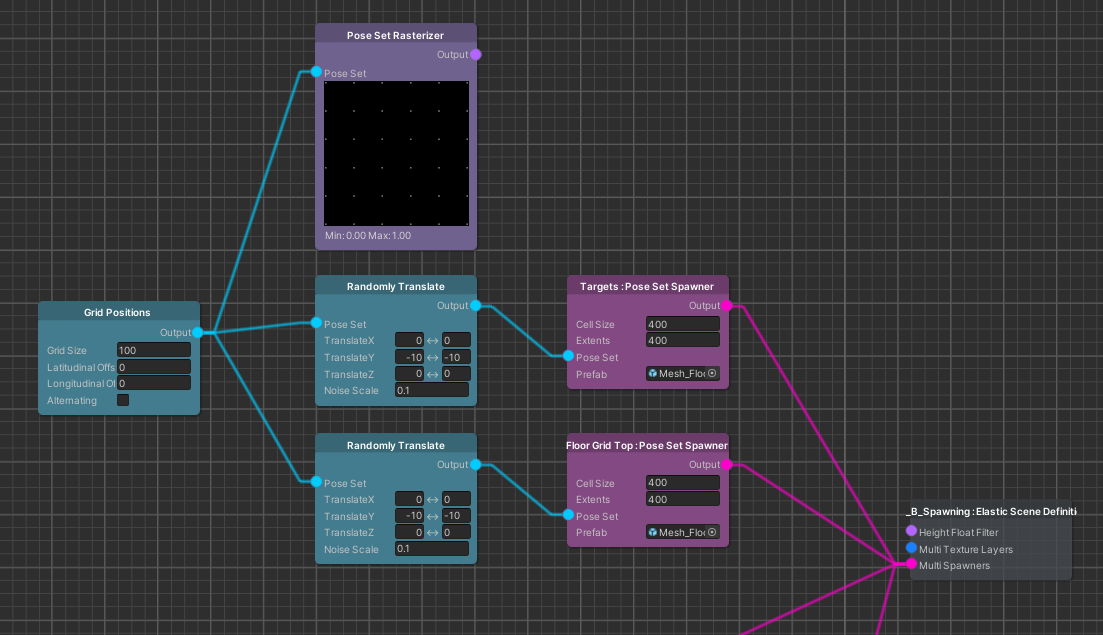 Pose Set Rasterizer
Output
Pose Set
Min: 0.00 Max: 1.00
Grid Positions
Output
Grid Size 100
Latitudinal Offs 0
Longitudinal Of 0
Alternating
Randomly Translate
Output
Pose Set
TranslateX 0 ↔ 0
TranslateY -10 ↔ -10
TranslateZ 0 ↔ 0
Noise Scale 0.1
Targets : Pose Set Spawner
Output
Cell Size 400
Extents 400
Pose Set
Prefab Mesh_Floo
Randomly Translate
Output
Pose Set
TranslateX 0 ↔ 0
TranslateY -10 ↔ -10
TranslateZ 0 ↔ 0
Noise Scale 0.1
Floor Grid Top : Pose Set Spawner
Output
Cell Size 400
Extents 400
Pose Set
Prefab Mesh_Floo
_B_Spawning : Elastic Scene Definiti
Height Float Filter
Multi Texture Layers
Multi Spawners